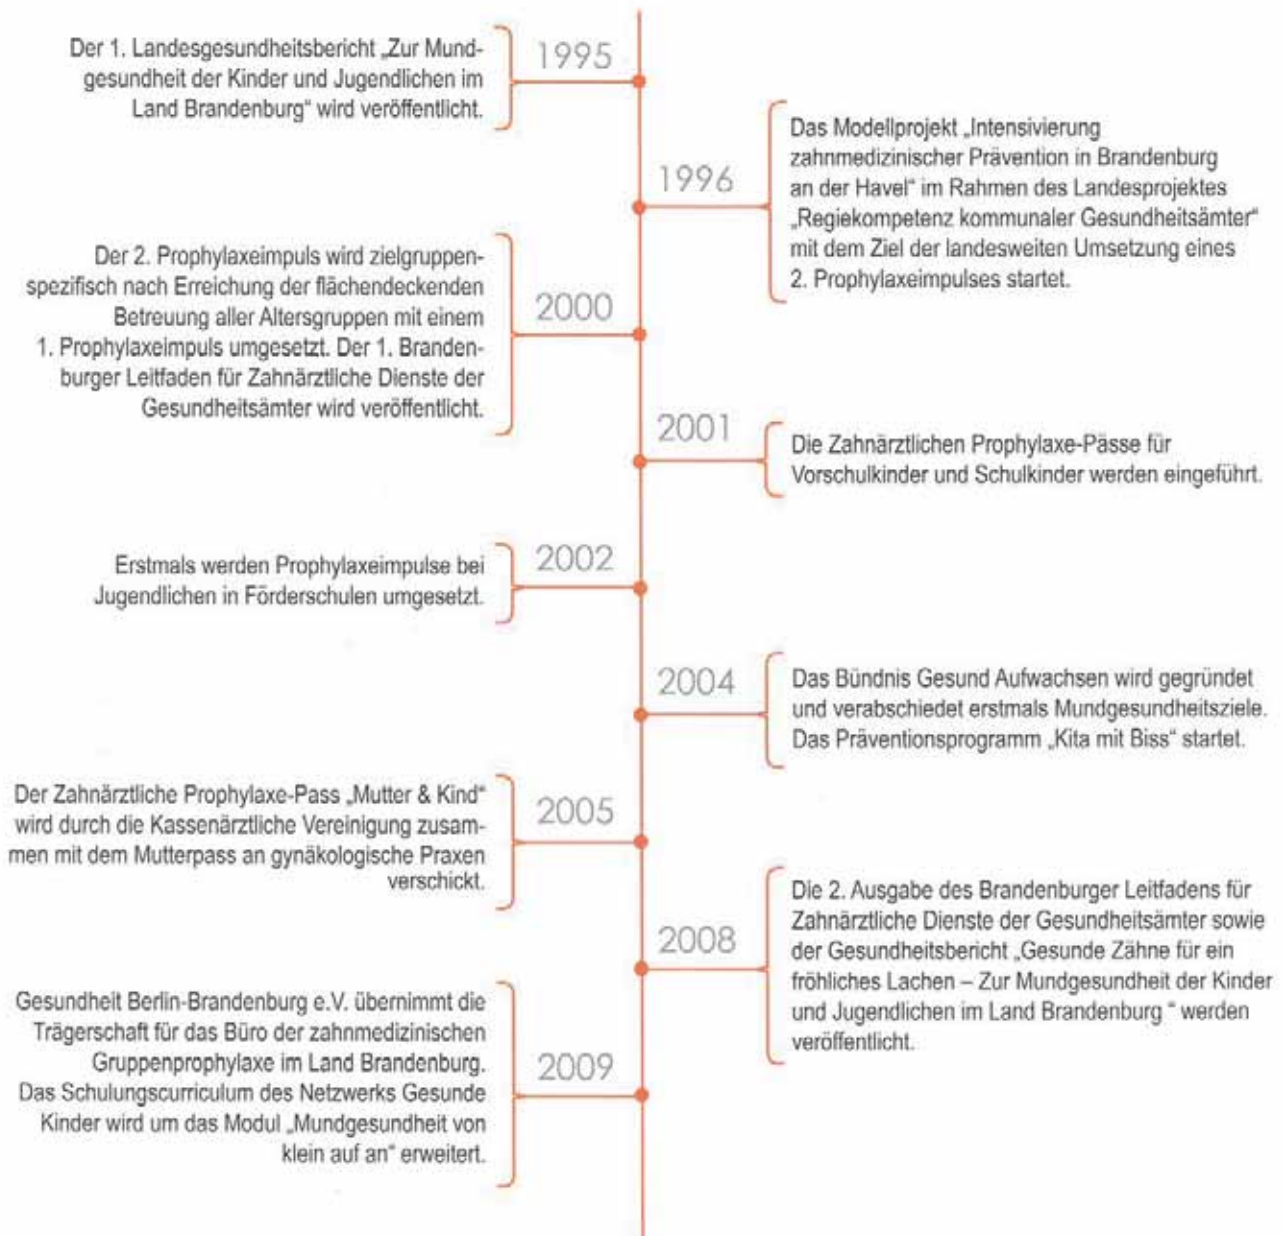 1995
Der 1. Landesgesundheitsbericht „Zur Mund-
gesundheit der Kinder und Jugendlichen im
Land Brandenburg“ wird veröffentlicht.
1996
Das Modellprojekt „Intensivierung
zahnmedizinischer Prävention in Brandenburg
an der Havel“ im Rahmen des Landesprojektes
„Regiekompetenz kommunaler Gesundheitsämter“
mit dem Ziel der landesweiten Umsetzung eines
2. Prophylaxeimpulses startet.
2000
Der 2. Prophylaxeimpuls wird zielgruppen-
spezifisch nach Erreichung der flächendeckenden
Betreuung aller Altersgruppen mit einem
1. Prophylaxeimpuls umgesetzt. Der 1. Branden-
burger Leitfaden für Zahnärztliche Dienste der
Gesundheitsämter wird veröffentlicht.
2001
Die Zahnärztlichen Prophylaxe-Pässe für
Vorschulkinder und Schulkinder werden eingeführt.
2002
Erstmals werden Prophylaxeimpulse bei
Jugendlichen in Förderschulen umgesetzt.
2004
Das Bündnis Gesund Aufwachsen wird gegründet
und verabschiedet erstmals Mundgesundheitsziele.
Das Präventionsprogramm „Kita mit Biss“ startet.
2005
Der Zahnärztliche Prophylaxe-Pass „Mutter & Kind“
wird durch die Kassenärztliche Vereinigung zusam-
men mit dem Mutterpass an gynäkologische Praxen
verschickt.
2008
Die 2. Ausgabe des Brandenburger Leitfadens für
Zahnärztliche Dienste der Gesundheitsämter sowie
der Gesundheitsbericht „Gesunde Zähne für ein
fröhliches Lachen – Zur Mundgesundheit der Kinder
und Jugendlichen im Land Brandenburg “ werden
veröffentlicht.
2009
Gesundheit Berlin-Brandenburg e.V. übernimmt die
Trägerschaft für das Büro der zahnmedizinischen
Gruppenprophylaxe im Land Brandenburg.
Das Schulungscurriculum des Netzwerks Gesunde
Kinder wird um das Modul „Mundgesundheit von
klein auf an“ erweitert.